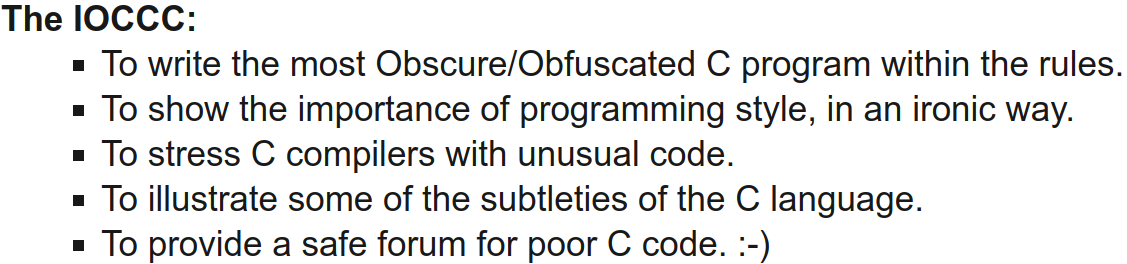 The IOCCC:
▪ To write the most Obscure/Obfuscated C program within the rules.
▪ To show the importance of programming style, in an ironic way.
▪ To stress C compilers with unusual code.
▪ To illustrate some of the subtleties of the C language.
▪ To provide a safe forum for poor C code. :-)